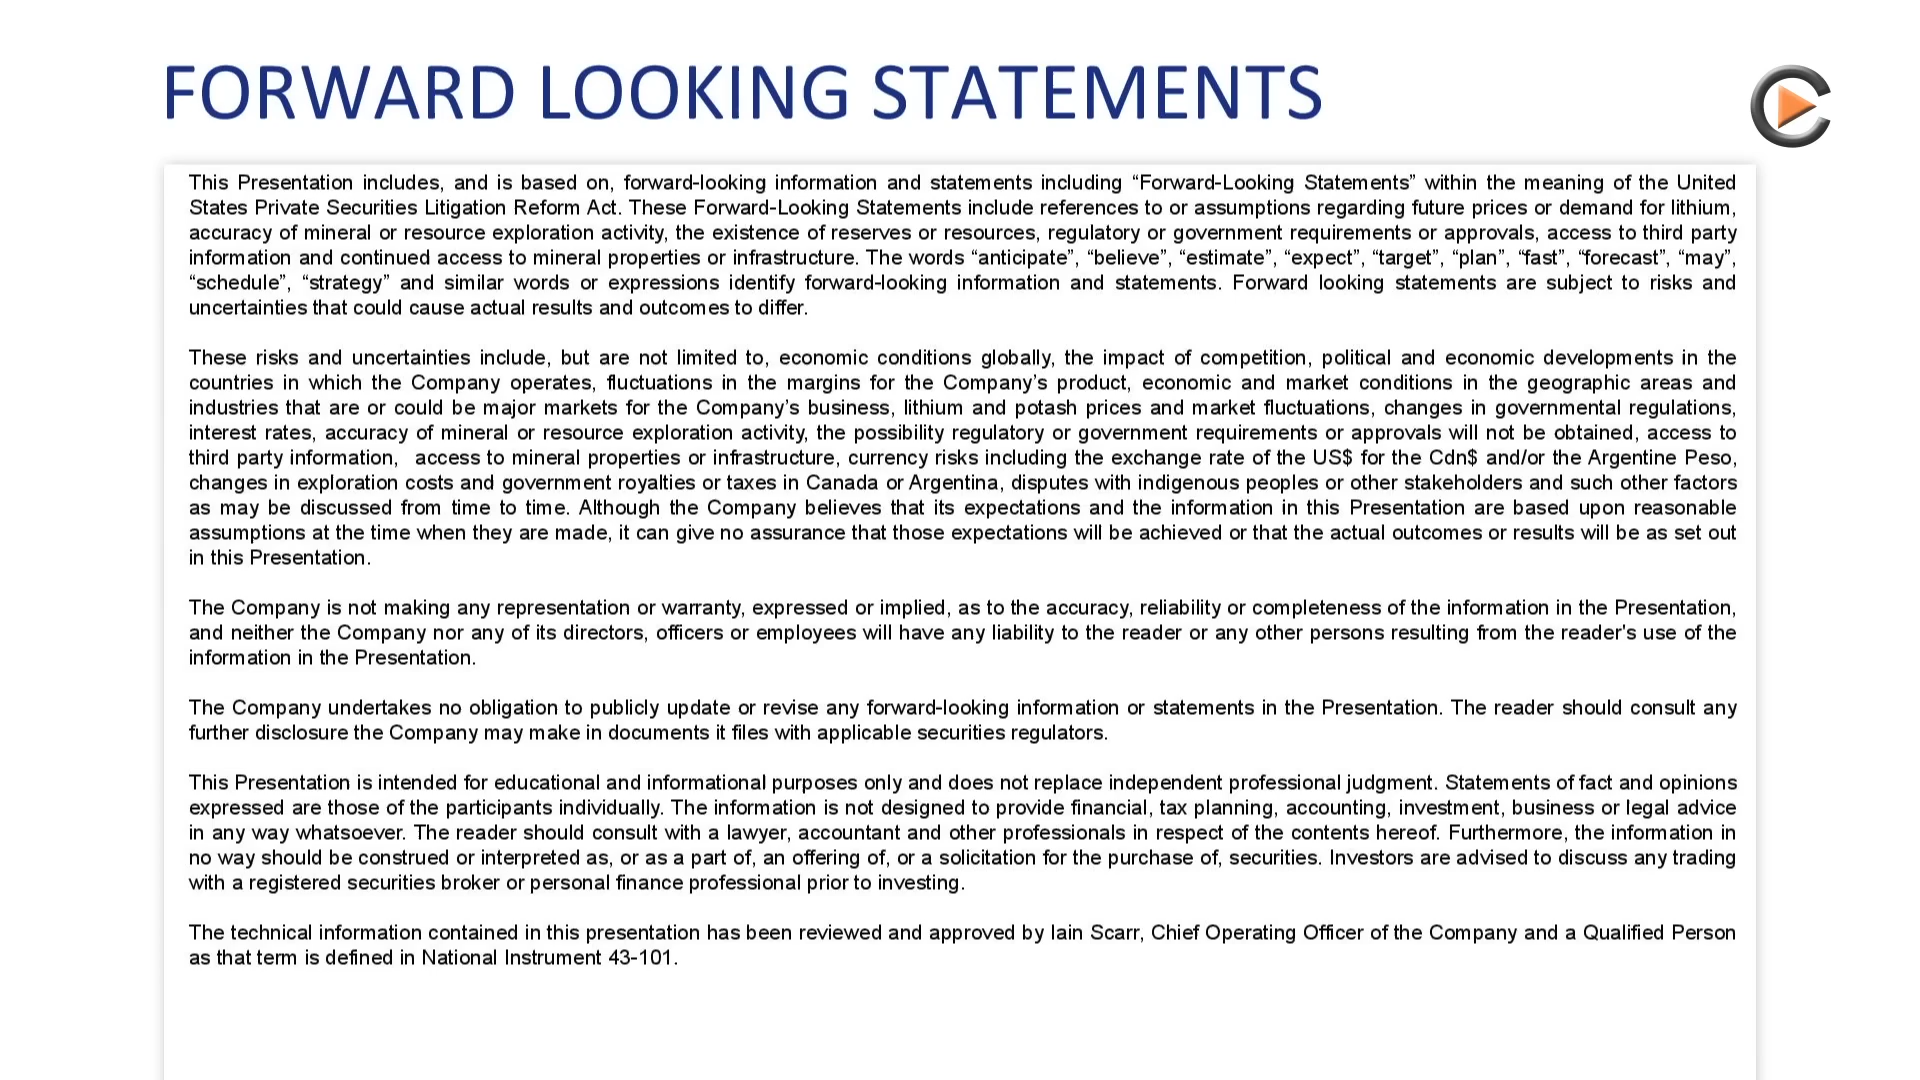 FORWARD LOOKING STATEMENTS
This Presentation includes, and is based on, forward-looking information and statements including “Forward-Looking Statements” within the meaning of the United
States Private Securities Litigation Reform Act. These Forward-Looking Statements include references to or assumptions regarding future prices or demand for lithium,
accuracy of mineral or resource exploration activity, the existence of reserves or resources, regulatory or government requirements or approvals, access to third party
information and continued access to mineral properties or infrastructure. The words “anticipate”, “believe”, “estimate”, “expect”, “target”, “plan”, “fast”, “forecast”, “may”,
“schedule”, “strategy” and similar words or expressions identify forward-looking information and statements. Forward looking statements are subject to risks and
uncertainties that could cause actual results and outcomes to differ.
These risks and uncertainties include, but are not limited to, economic conditions globally, the impact of competition, political and economic developments in the
countries in which the Company operates, fluctuations in the margins for the Company’s product, economic and market conditions in the geographic areas and
industries that are or could be major markets for the Company’s business, lithium and potash prices and market fluctuations, changes in governmental regulations,
interest rates, accuracy of mineral or resource exploration activity, the possibility regulatory or government requirements or approvals will not be obtained, access to
third party information, access to mineral properties or infrastructure, currency risks including the exchange rate of the US$ for the Cdn$ and/or the Argentine Peso,
changes in exploration costs and government royalties or taxes in Canada or Argentina, disputes with indigenous peoples or other stakeholders and such other factors
as may be discussed from time to time. Although the Company believes that its expectations and the information in this Presentation are based upon reasonable
assumptions at the time when they are made, it can give no assurance that those expectations will be achieved or that the actual outcomes or results will be as set out
in this Presentation.
The Company is not making any representation or warranty, expressed or implied, as to the accuracy, reliability or completeness of the information in the Presentation,
and neither the Company nor any of its directors, officers or employees will have any liability to the reader or any other persons resulting from the reader's use of the
information in the Presentation.
The Company undertakes no obligation to publicly update or revise any forward-looking information or statements in the Presentation. The reader should consult any
further disclosure the Company may make in documents it files with applicable securities regulators.
This Presentation is intended for educational and informational purposes only and does not replace independent professional judgment. Statements of fact and opinions
expressed are those of the participants individually. The information is not designed to provide financial, tax planning, accounting, investment, business or legal advice
in any way whatsoever. The reader should consult with a lawyer, accountant and other professionals in respect of the contents hereof. Furthermore, the information in
no way should be construed or interpreted as, or as a part of, an offering of, or a solicitation for the purchase of, securities. Investors are advised to discuss any trading
with a registered securities broker or personal finance professional prior to investing.
The technical information contained in this presentation has been reviewed and approved by Iain Scarr, Chief Operating Officer of the Company and a Qualified Person
as that term is defined in National Instrument 43-101.